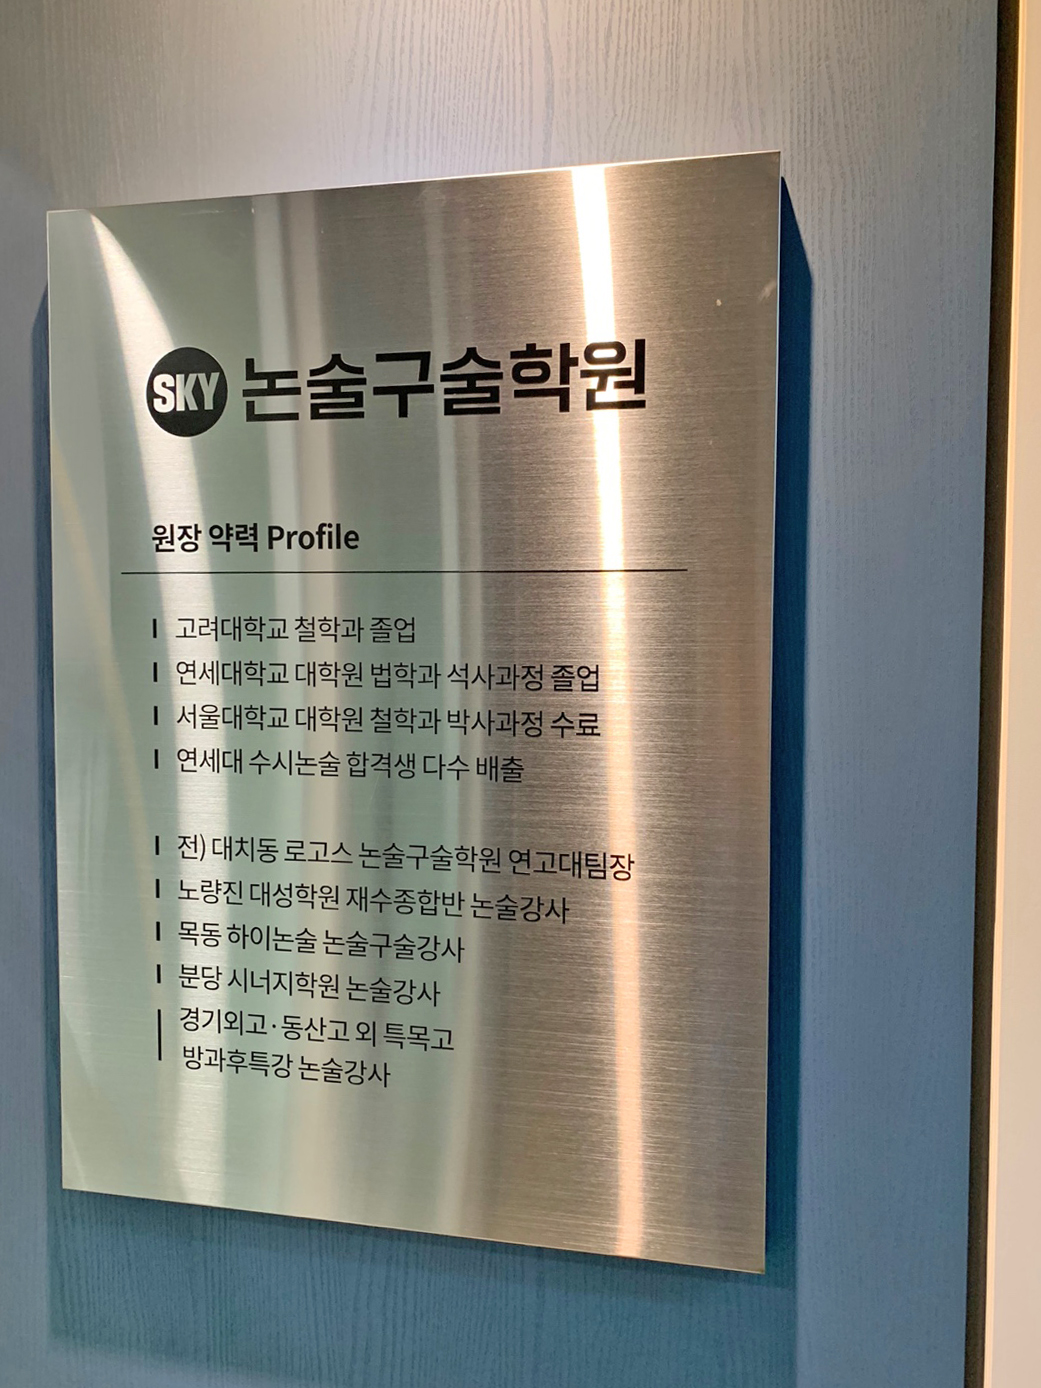 SKY 논술구술학원
원장 약력 Profile
고려대학교 철학과 졸업
연세대학교 대학원 법학과 석사과정 졸업
서울대학교 대학원 철학과 박사과정 수료
연세대 수시논술 합격생 다수 배출
전) 대치동 로고스 논술구술학원 연고대팀장
노량진 대성학원 재수종합반 논술강사
목동 하이논술 논술구술강사
분당 시너지학원 논술강사
경기외고·동산고 외 특목고
방과후특강 논술강사